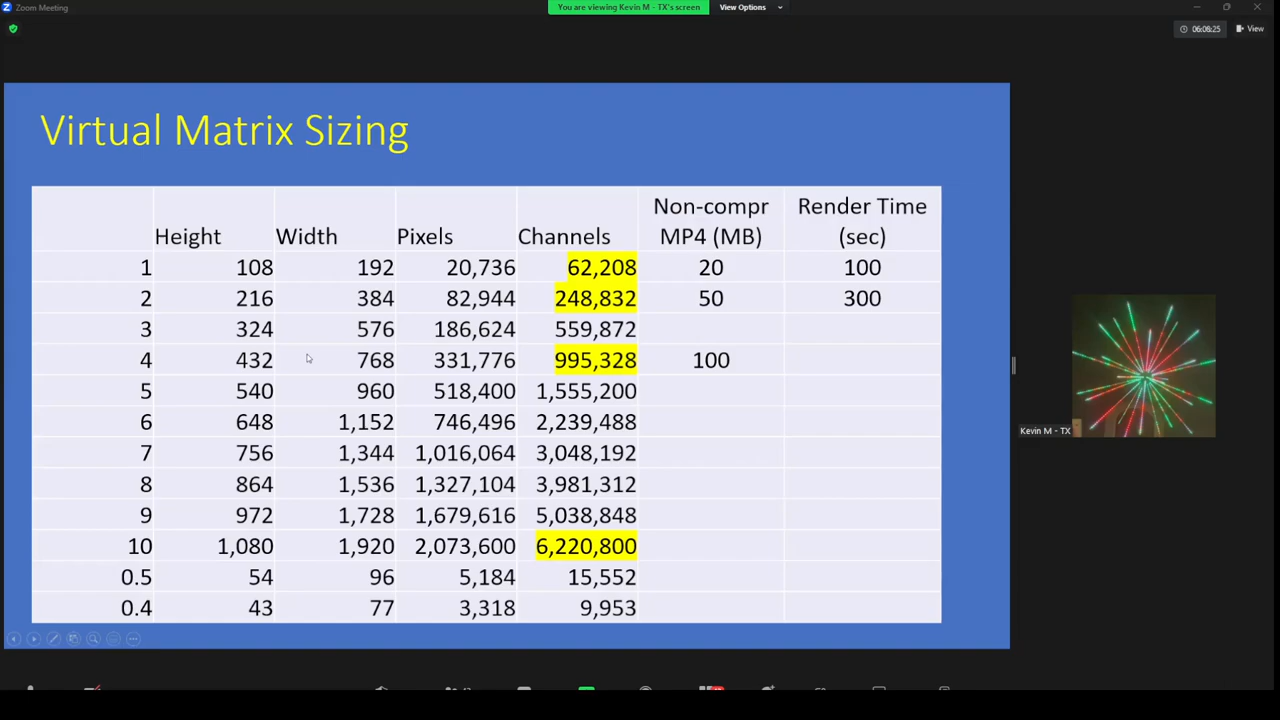 Zoom Meeting
You are viewing Kevin M - TX's screen
View Options
06:08:25
View
Virtual Matrix Sizing
Height Width Pixels Channels Non-compr MP4 (MB) Render Time (sec)
1 108 192 20,736 62,208 20 100
2 216 384 82,944 248,832 50 300
3 324 576 186,624 559,872
4 432 768 331,776 995,328 100
5 540 960 518,400 1,555,200
6 648 1,152 746,496 2,239,488
7 756 1,344 1,016,064 3,048,192
8 864 1,536 1,327,104 3,981,312
9 972 1,728 1,679,616 5,038,848
10 1,080 1,920 2,073,600 6,220,800
0.5 54 96 5,184 15,552
0.4 43 77 3,318 9,953
Kevin M - TX